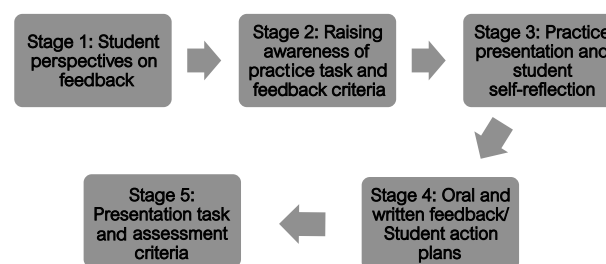 Stage 1: Student
perspectives on
feedback
Stage 2: Raising
awareness of
practice task and
feedback criteria
Stage 3: Practice
presentation and
student
self-reflection
Stage 4: Oral and
written feedback/
Student action
plans
Stage 5:
Presentation task
and assessment
criteria